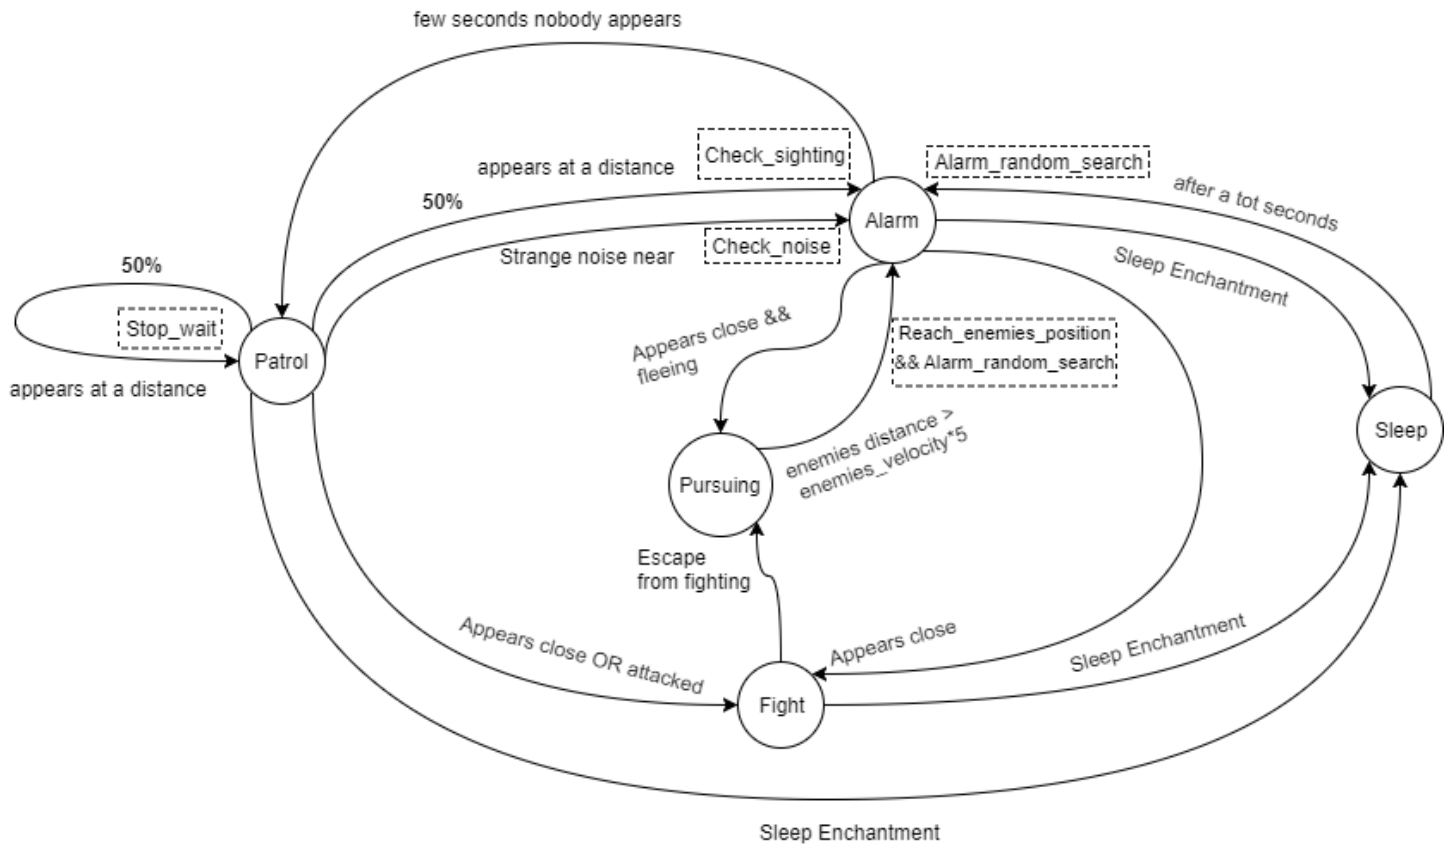 few seconds nobody appears
Check_sighting
Alarm_random_search
appears at a distance
after a tot seconds
50%
Alarm
Check_noise
Strange noise near
Sleep Enchantment
50%
Stop_wait
Patrol
appears at a distance
Appears close &&
fleeing
Reach_enemies_position
&& Alarm_random_search
Sleep
enemies distance >
enemies_velocity*5
Pursuing
Escape
from fighting
Appears close OR attacked
Appears close
Sleep Enchantment
Fight
Sleep Enchantment